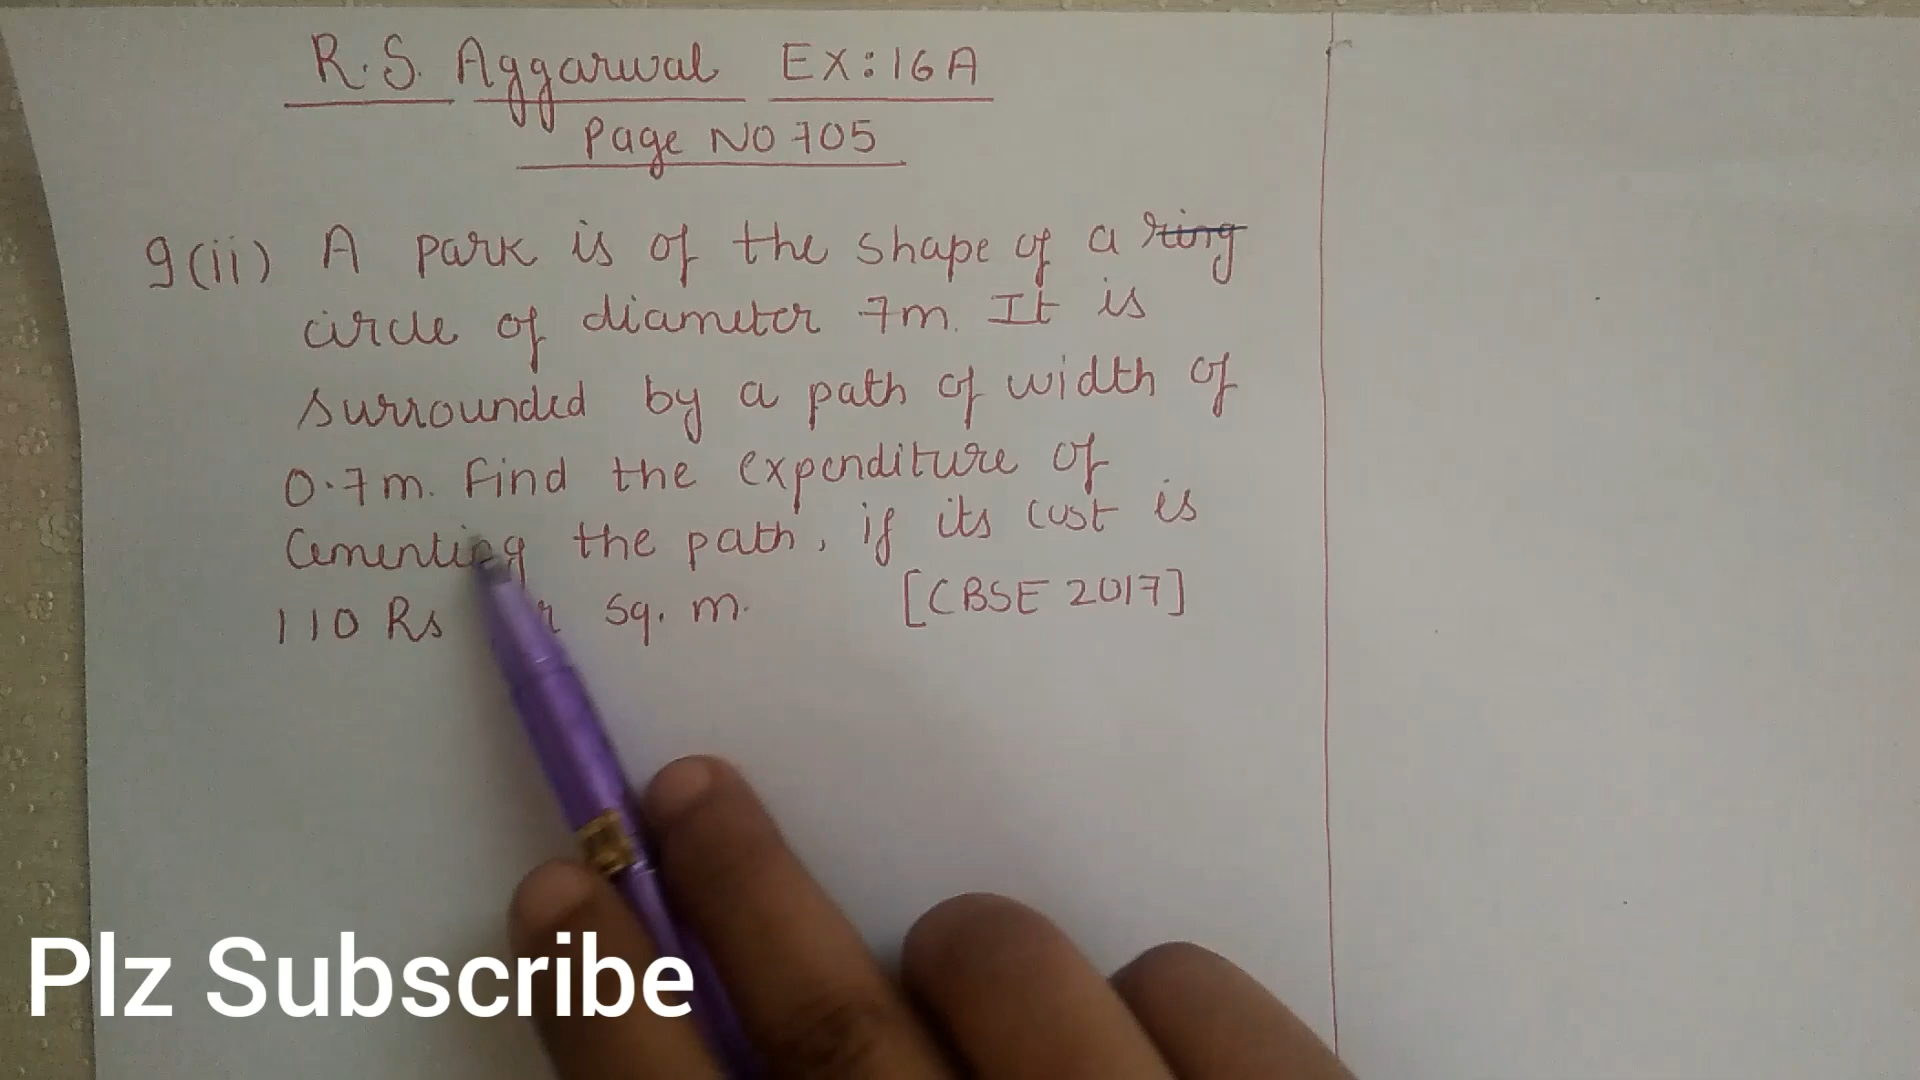 R.S. Aggarwal EX: 16A
Page NO 705
9(ii) A park is of the shape of a ring
circle of diameter 7m. It is
surrounded by a path of width of
0.7m. Find the expenditure of
Cementing the path, if its cost is
110 Rs sq. m. [CBSE 2017]
Plz Subscribe